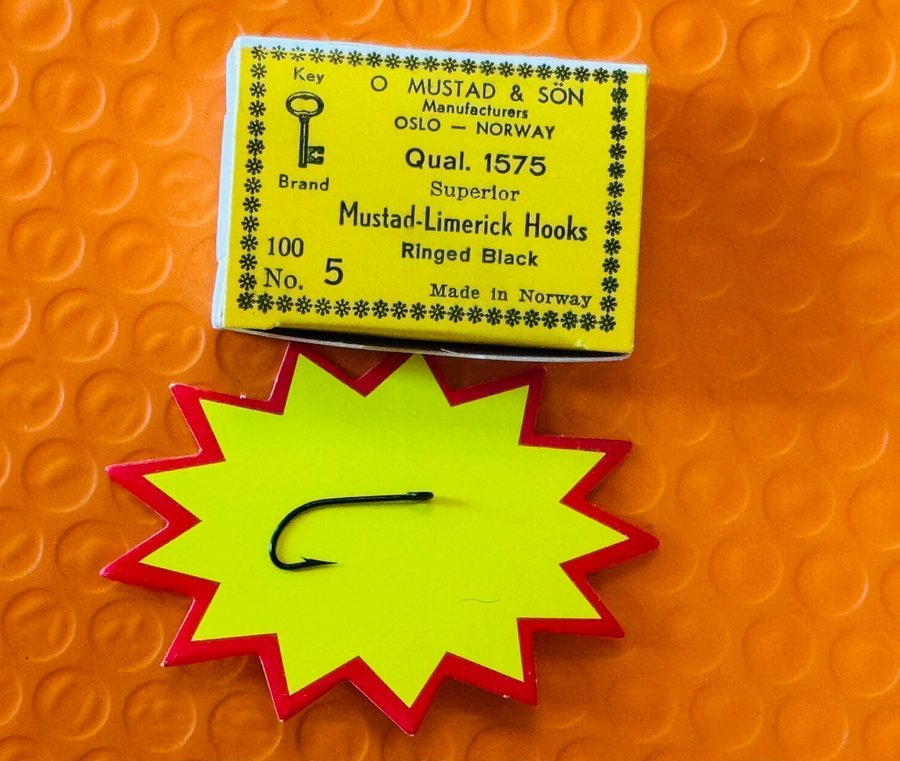 Key
Brand
O MUSTAD & SÖN
Manufacturers
OSLO — NORWAY
Qual. 1575
Superior
Mustad-Limerick Hooks
Ringed Black
100
No. 5
Made in Norway